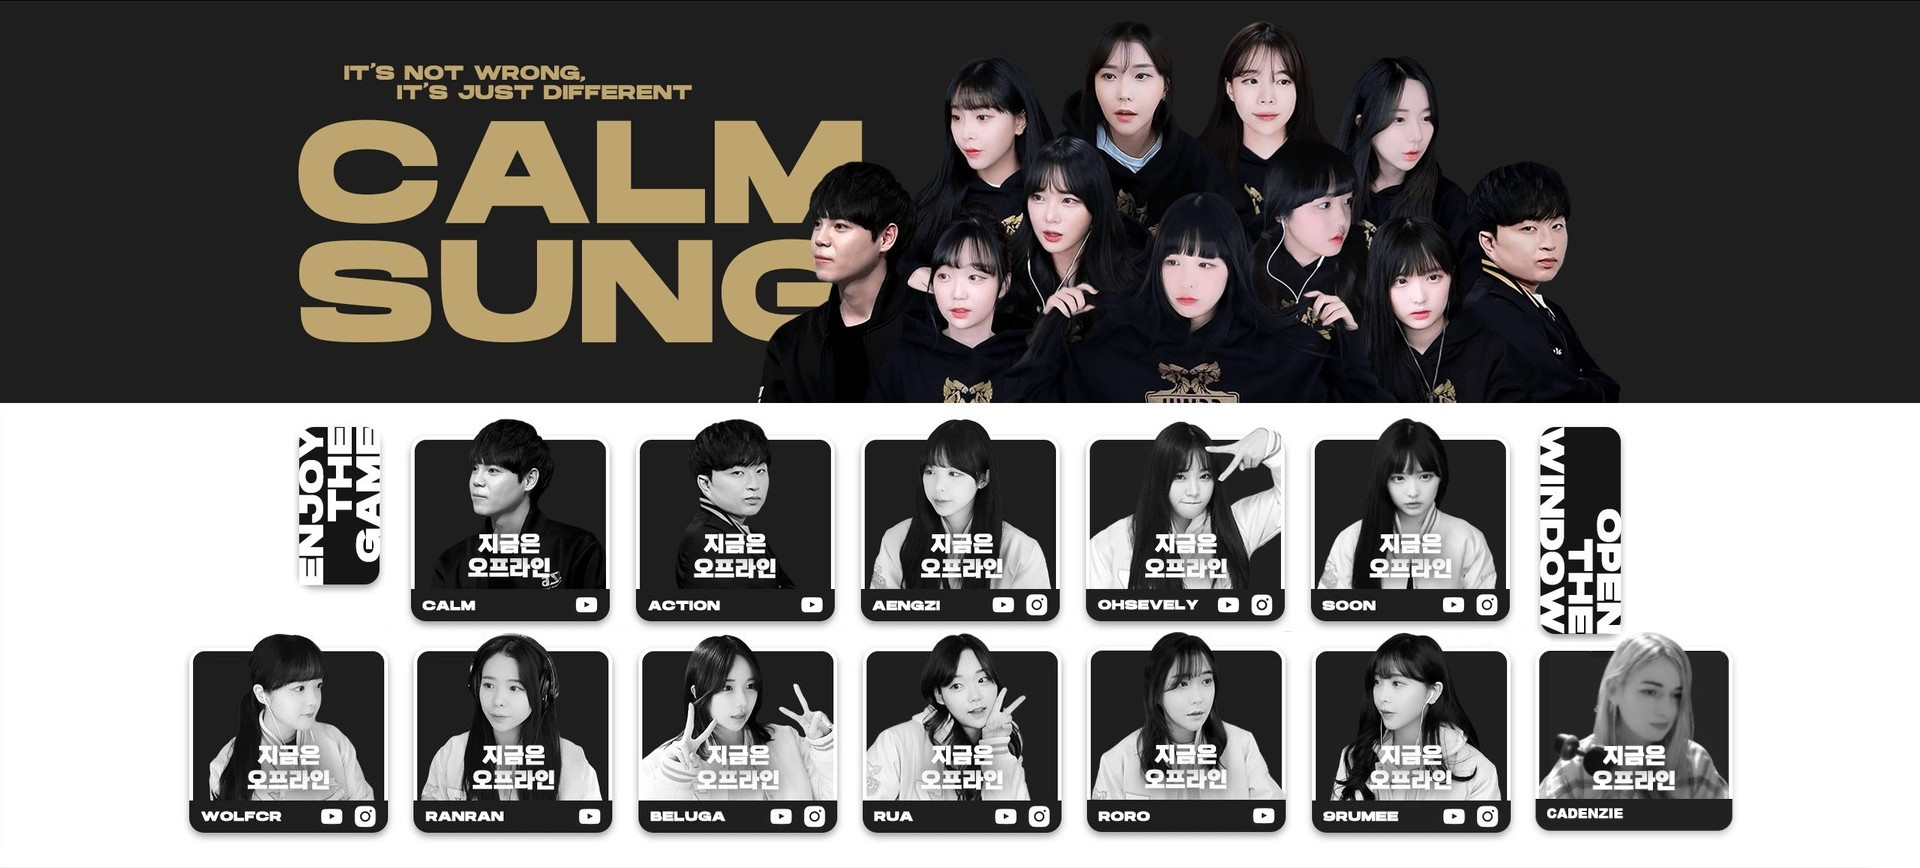 IT'S NOT WRONG,
IT'S JUST DIFFERENT
CALM
SUNG
ENJOY
THE
GAME
지금은
오프라인
CALM
지금은
오프라인
ACTION
지금은
오프라인
AENGZI
지금은
오프라인
OHSEVELY
지금은
오프라인
SOON
OPEN
THE
WINDOW
지금은
오프라인
WOLFCR
지금은
오프라인
RANRAN
지금은
오프라인
BELUGA
지금은
오프라인
RUA
지금은
오프라인
RORO
지금은
오프라인
9RUMEE
지금은
오프라인
CADENZIE